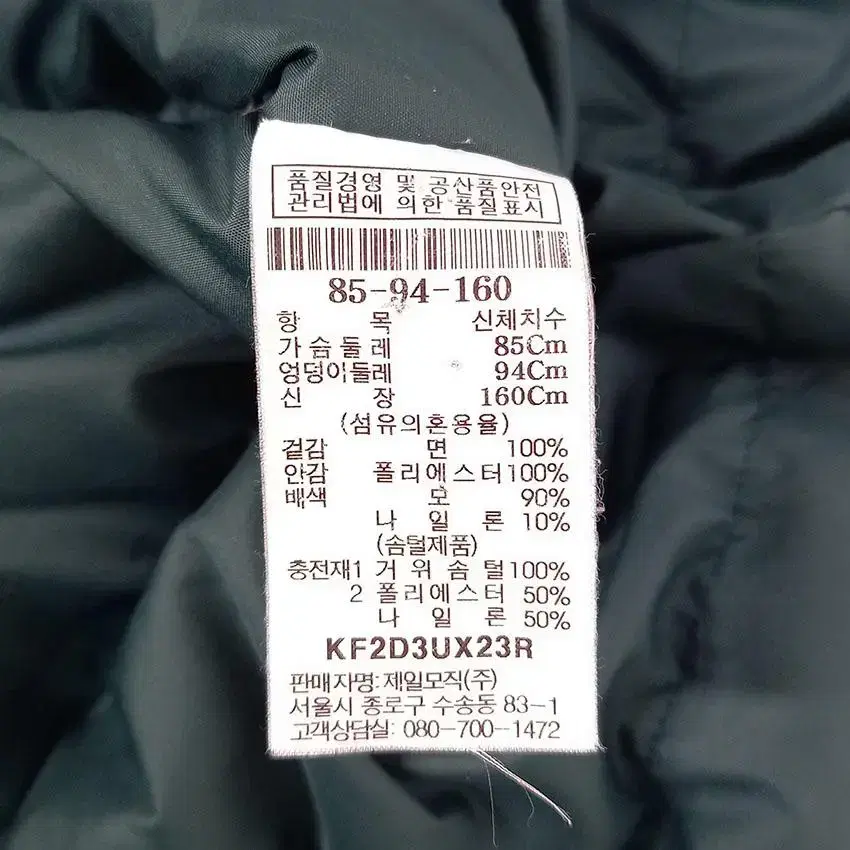 품질경영 및 공산품안전
관리법에 의한 품질표시
85-94-160
항 목 신체치수
가슴둘레 85Cm
엉덩이둘레 94Cm
신 장 160Cm
(섬유의혼용율)
겉감 면 100%
안감 폴리에스터 100%
배색 모 90%
나 일 론 10%
(솜털제품)
충전재1 거 위 솜 털 100%
2 폴리에스터 50%
나 일 론 50%
KF2D3UX23R
판매자명: 제일모직(주)
서울시 종로구 수송동 83-1
고객상담실: 080-700-1472